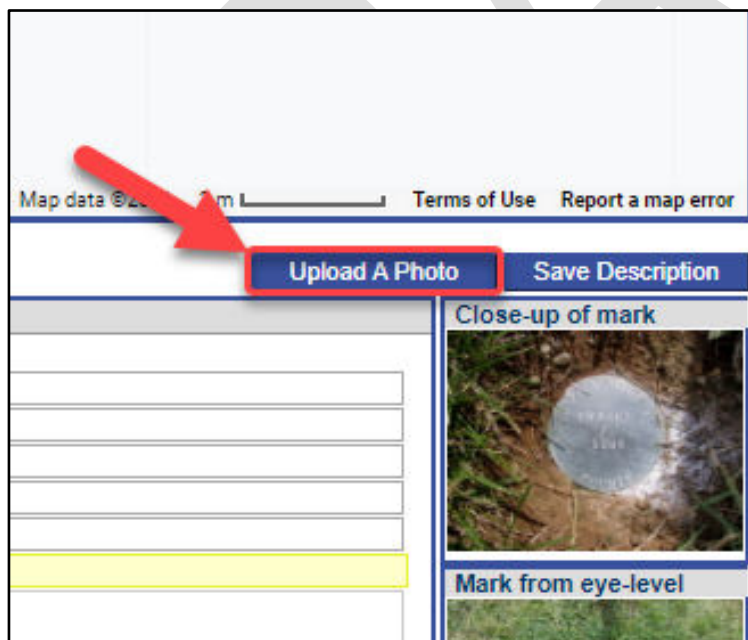 Map data ©20
m
Terms of Use
Report a map error
Upload A Photo
Save Description
Close-up of mark
Mark from eye-level